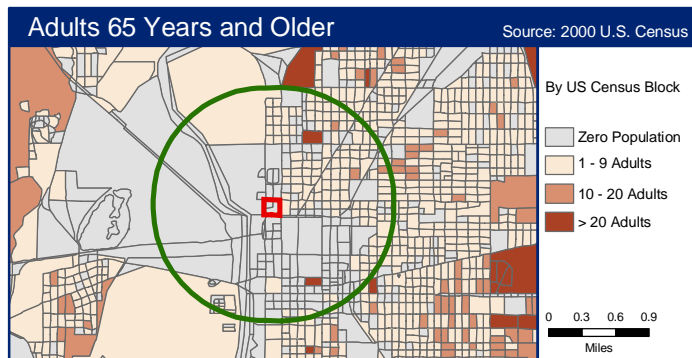 Adults 65 Years and Older
Source: 2000 U.S. Census
By US Census Block
Zero Population
1 - 9 Adults
10 - 20 Adults
> 20 Adults
0 0.3 0.6 0.9
Miles